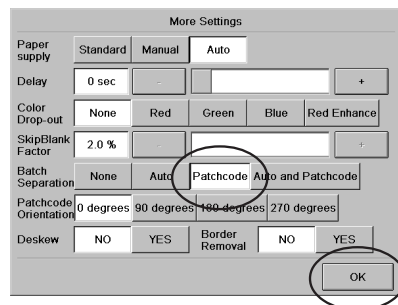 More Settings
Paper supply Standard Manual Auto
Delay 0 sec - +
Color Drop-out None Red Green Blue Red Enhance
SkipBlank Factor 2.0 % - +
Batch Separation None Auto Patchcode Auto and Patchcode
Patchcode Orientation 0 degrees 90 degrees 180 degrees 270 degrees
Deskew NO YES Border Removal NO YES
OK